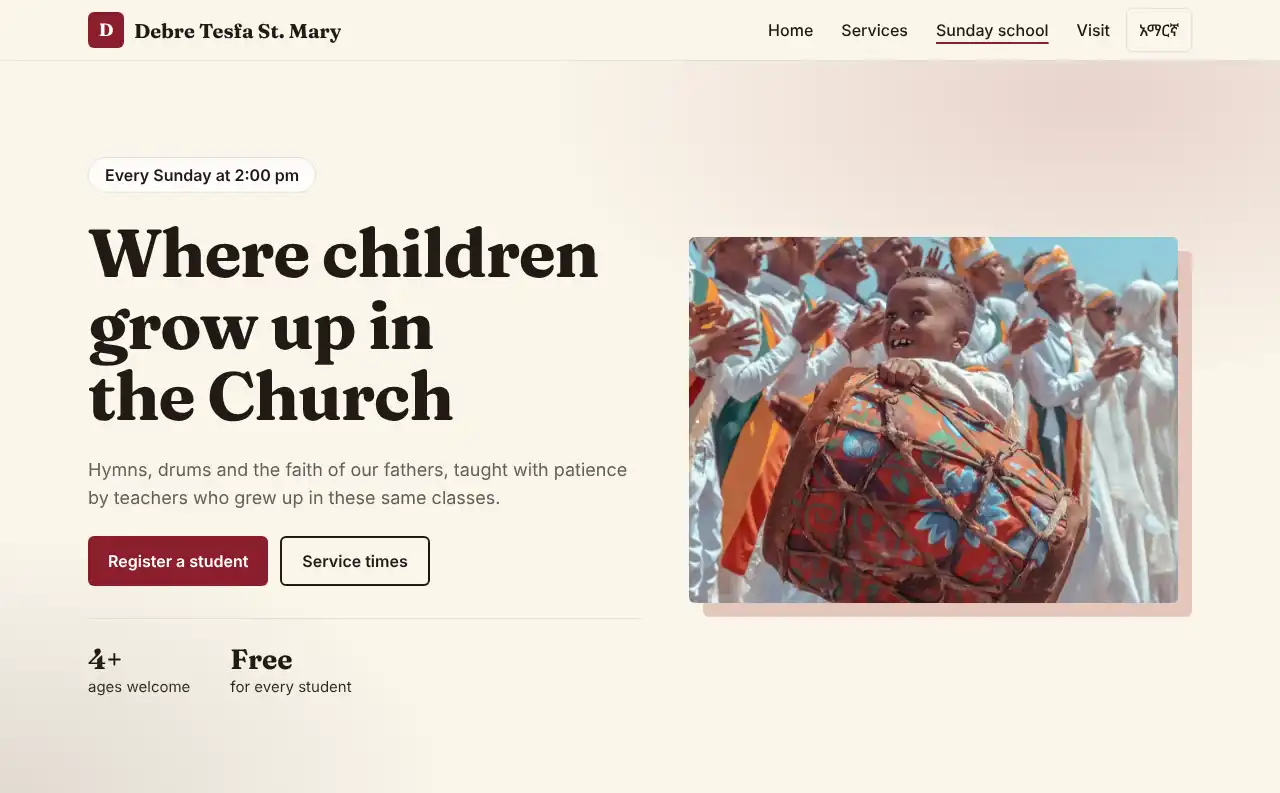 D
Debre Tesfa St. Mary
Home
Services
Sunday school
Visit
አማርኛ
Every Sunday at 2:00 pm
Where children
grow up in
the Church
Hymns, drums and the faith of our fathers, taught with patience
by teachers who grew up in these same classes.
Register a student
Service times
4+
ages welcome
Free
for every student